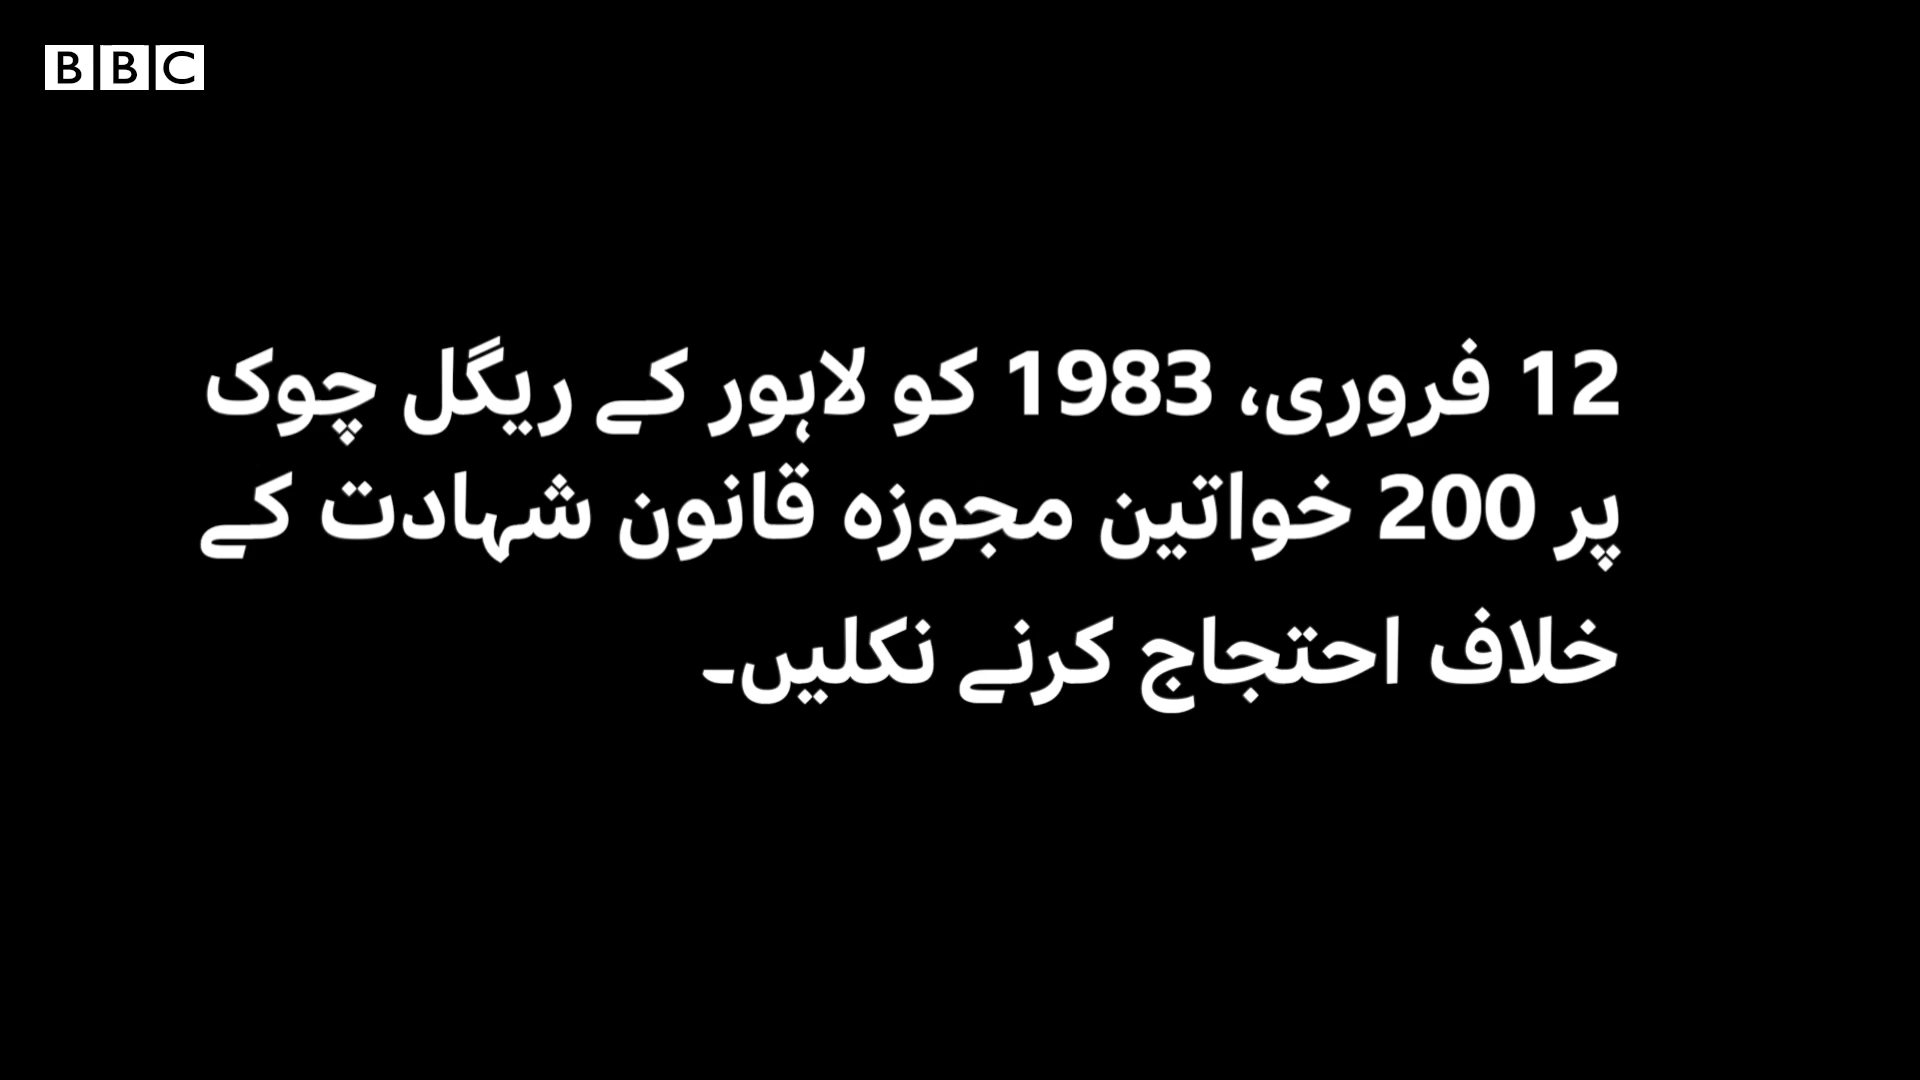 BBC
12 فروری، 1983 کو لاہور کے ریگل چوک
پر 200 خواتین مجوزہ قانون شہادت کے
خلاف احتجاج کرنے نکلیں۔